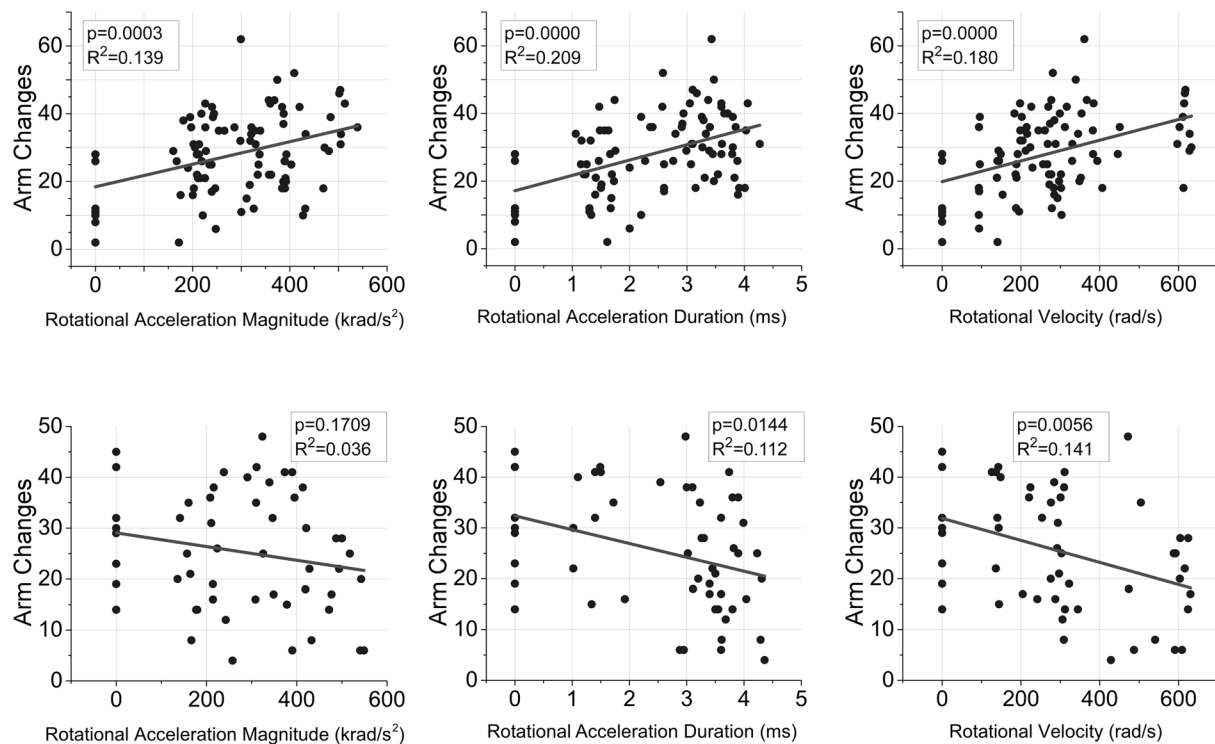 p=0.0003
R²=0.139
Arm Changes
60
40
20
0
0
200
400
600
Rotational Acceleration Magnitude (krad/s²)
p=0.0000
R²=0.209
Arm Changes
60
40
20
0
0
1
2
3
4
5
Rotational Acceleration Duration (ms)
p=0.0000
R²=0.180
Arm Changes
60
40
20
0
0
200
400
600
Rotational Velocity (rad/s)
p=0.1709
R²=0.036
Arm Changes
50
40
30
20
10
0
0
200
400
600
Rotational Acceleration Magnitude (krad/s²)
p=0.0144
R²=0.112
Arm Changes
50
40
30
20
10
0
0
1
2
3
4
5
Rotational Acceleration Duration (ms)
p=0.0056
R²=0.141
Arm Changes
50
40
30
20
10
0
0
200
400
600
Rotational Velocity (rad/s)